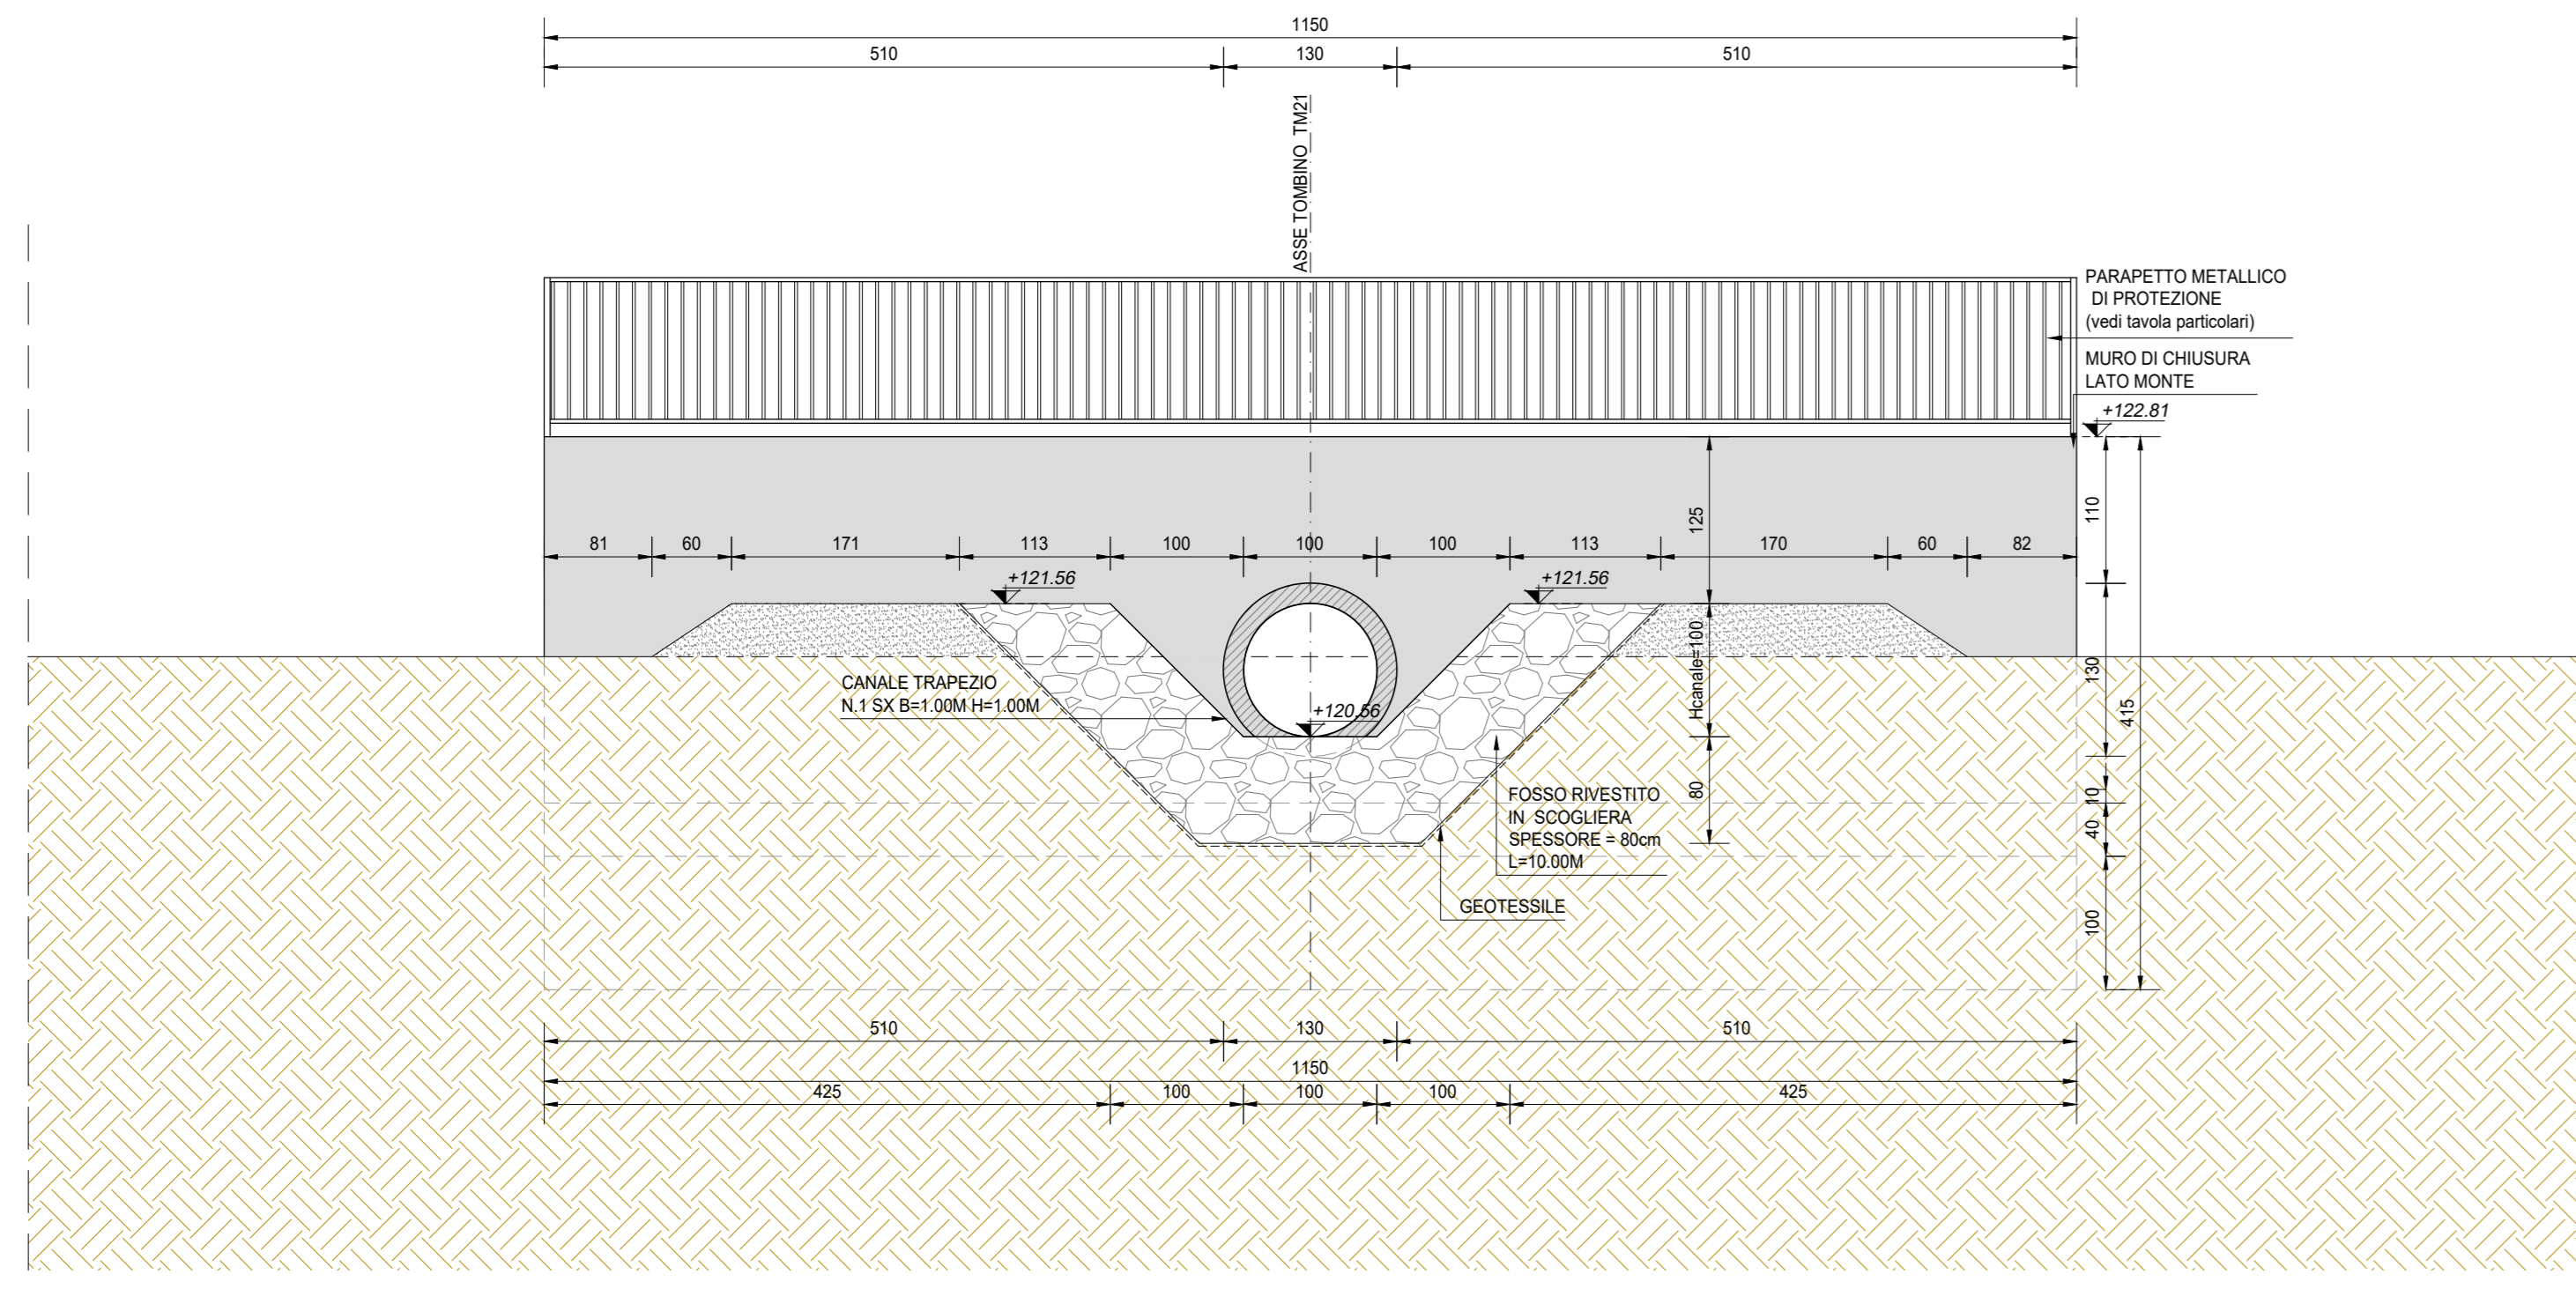 1150
510 130 510
ASSE TOMBINO TM21
PARAPETTO METALLICO
DI PROTEZIONE
(vedi tavola particolari)
MURO DI CHIUSURA
LATO MONTE
+122.81
110
125
81 60 171 113 100 100 100 113 170 60 82
+121.56 +121.56
Hcanale=100
130
CANALE TRAPEZIO
N.1 SX B=1.00M H=1.00M
+120.56
415
80
10
40
FOSSO RIVESTITO
IN SCOGLIERA
SPESSORE = 80cm
L=10.00M
GEOTESSILE
100
510 130 510
1150
425 100 100 100 425